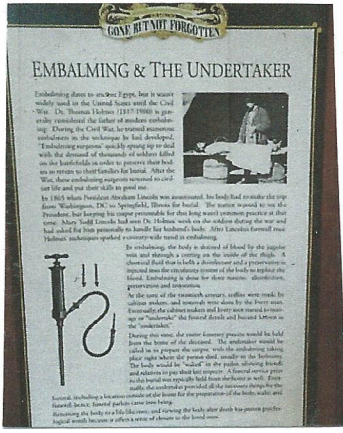 GONE BUT NOT FORGOTTEN
EMBALMING & THE UNDERTAKER
Embalming dates to ancient Egypt, but it wasn't
widely used in the United States until the Civil
War. Dr. Thomas Holmes (1817-1900) is gen-
erally considered the father of modern embalm-
ing. During the Civil War, he trained numerous
embalmers in the technique he had developed.
"Embalming surgeons" quickly sprang up to deal
with the demand of thousands of soldiers killed
on the battlefields in order to preserve their bod-
ies to return to their families for burial. After the
War, these embalming surgeons returned to civil-
ian life and put their skills to good use.
In 1865 when President Abraham Lincoln was assassinated, his body had to make the trip
from Washington, DC to Springfield, Illinois for burial. The nation wanted to see the
President, but keeping his corpse presentable for that long wasn't common practice at that
time. Mary Todd Lincoln had seen Dr. Holmes' work on the soldiers during the war and
had asked for him personally to handle her husband's body. After Lincoln's funeral tour
Holmes' techniques sparked a country-wide trend in embalming.
In embalming, the body is drained of blood by the jugular
vein and through a cutting on the inside of the thigh. A
chemical fluid that is both a disinfectant and a preservative is
injected into the circulatory system of the body to replace the
blood. Embalming is done for three reasons: disinfection,
preservation and restoration.
At the turn of the twentieth century, coffins were made by
cabinet makers, and funerals were done by the livery man.
Eventually, the cabinet makers and livery men started to man-
age or "undertake" the funeral details and became known as
the "undertaker."
During this time, the entire funerary process would be held
from the home of the deceased. The undertaker would be
called in to prepare the corpse, with the embalming taking
place right where the person died, usually in the bedroom.
The body would be "waked" in the parlor, allowing friends
and relatives to pay their last respects. A funeral service prior
to the burial was typically held from the home as well. Even-
tually, the undertaker provided all the necessary things for the
funeral, including a location outside of the home for the preparation of the body, wake, and
funeral; hence, funeral parlors came into being.
Restoring the body to a life-like state, and viewing the body after death has positive psycho-
logical worth because it offers a sense of closure to the loved ones.